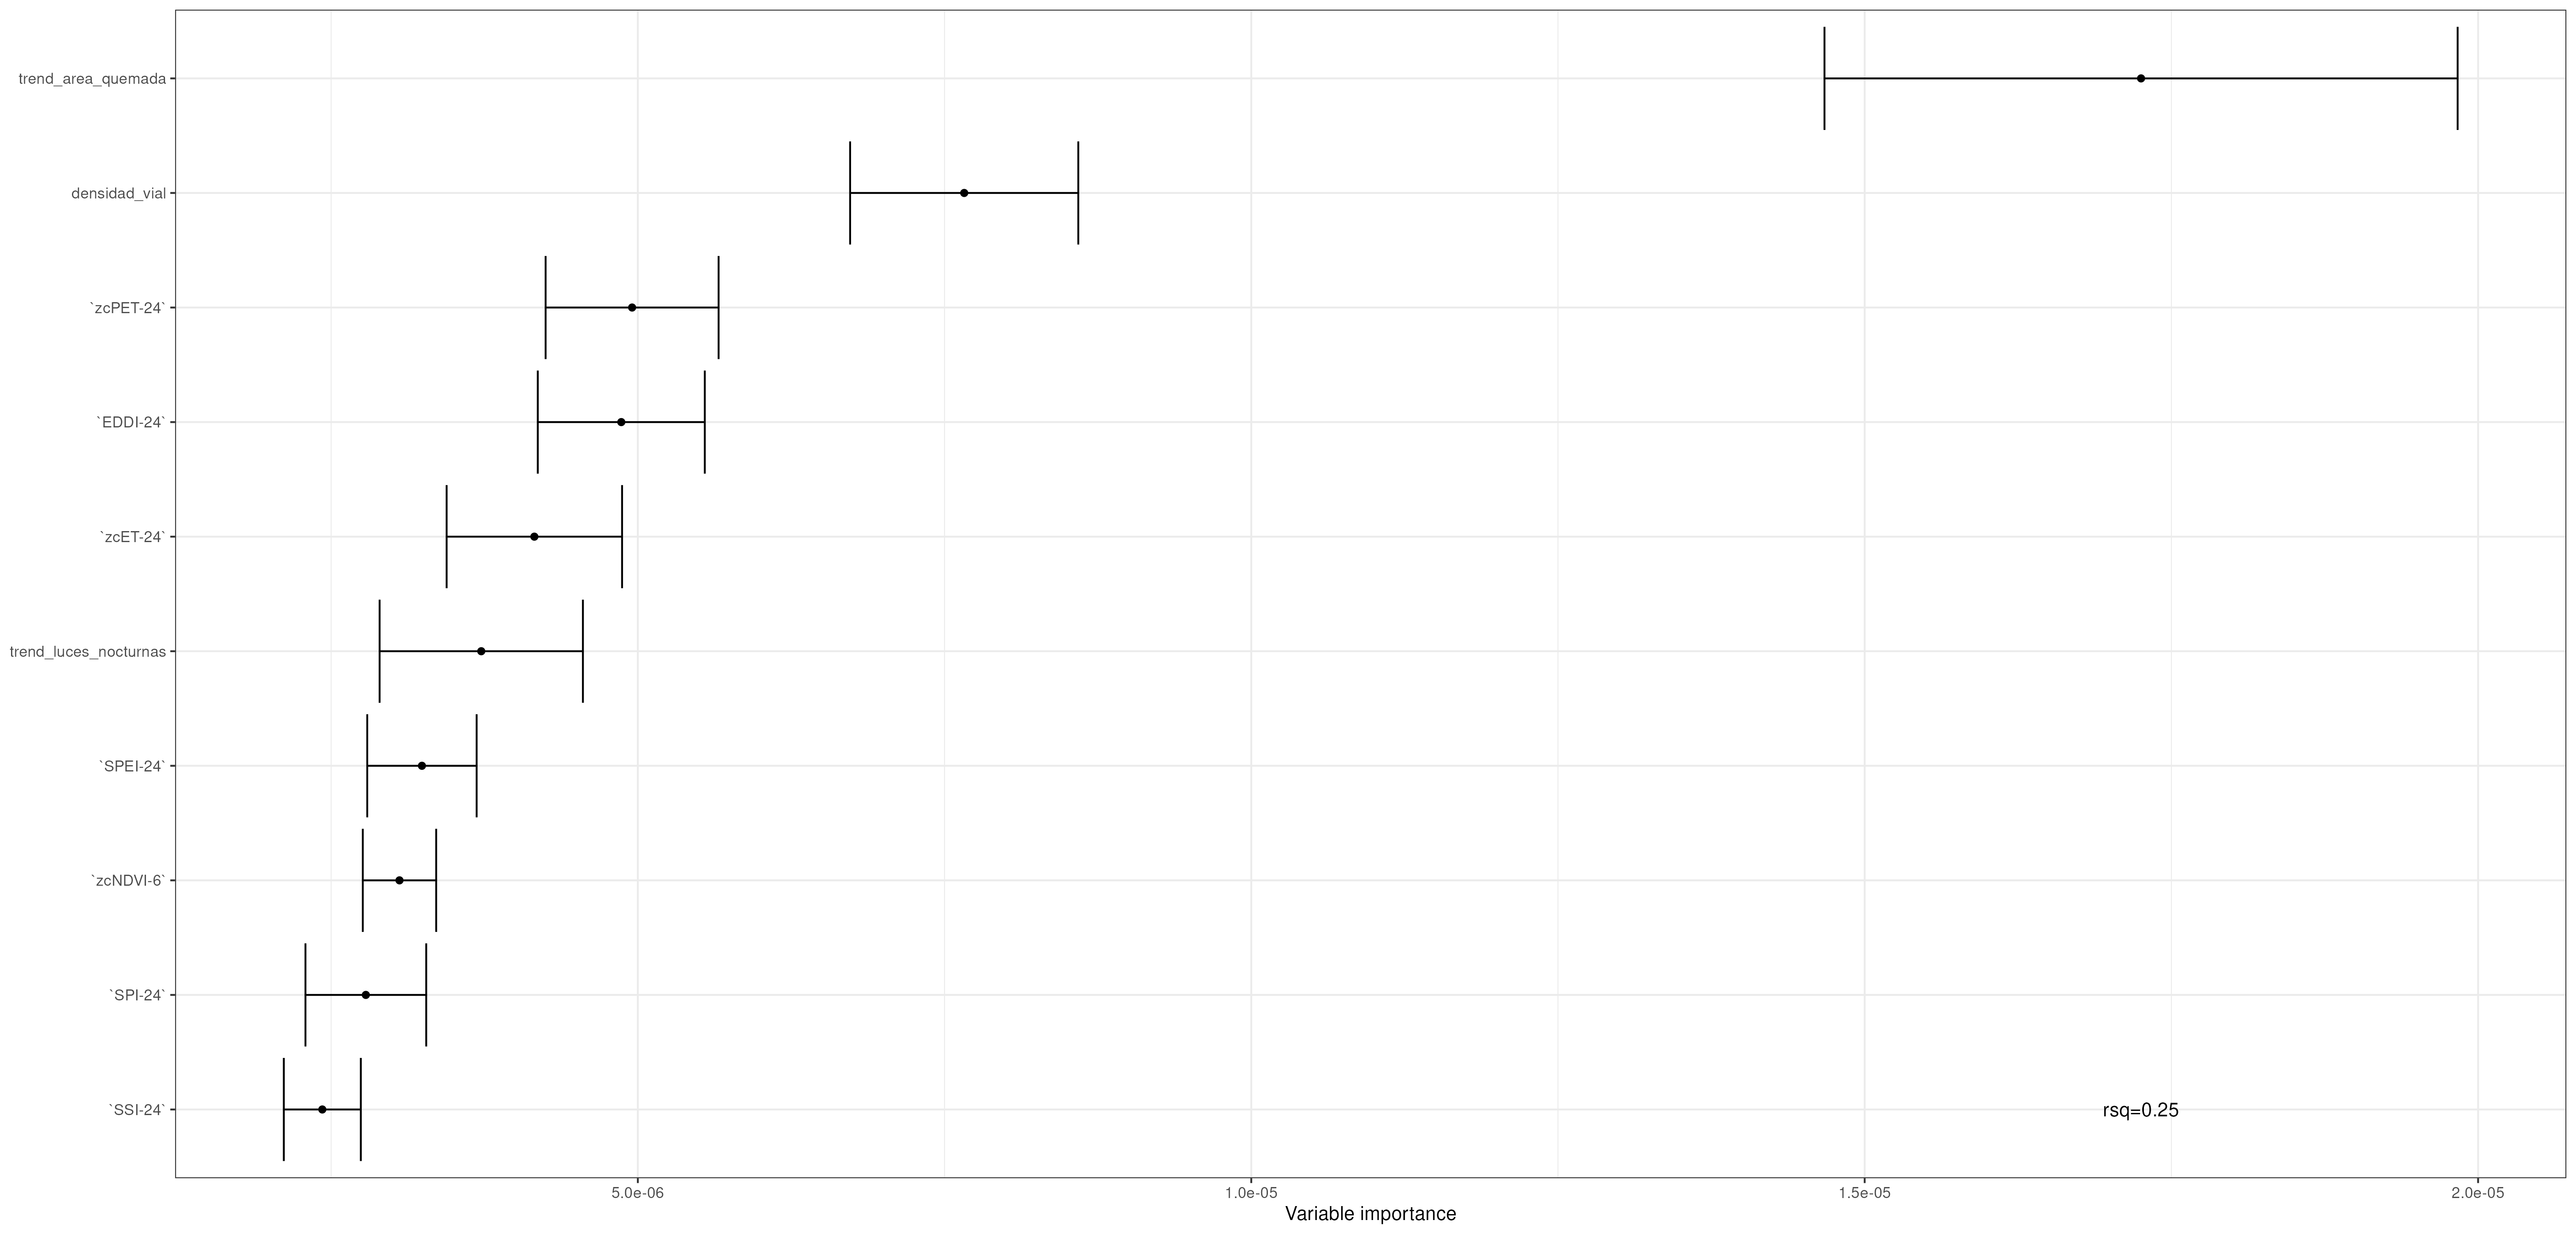 trend_area_quemada
densidad_vial
`zcPET-24`
`EDDI-24`
`zcET-24`
trend_luces_nocturnas
`SPEI-24`
`zcNDVI-6`
`SPI-24`
`SSI-24`
rsq=0.25
5.0e-06 1.0e-05 1.5e-05 2.0e-05
Variable importance